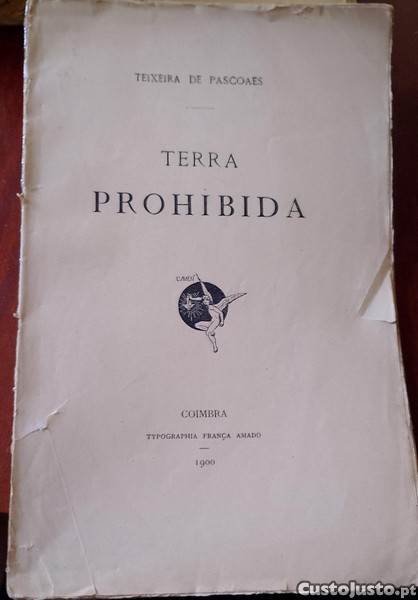 TEIXEIRA DE PASCOAES
TERRA
PROHIBIDA
COIMBRA
TYPOGRAPHIA FRANÇA AMADO
1900
CustoJusto.pt